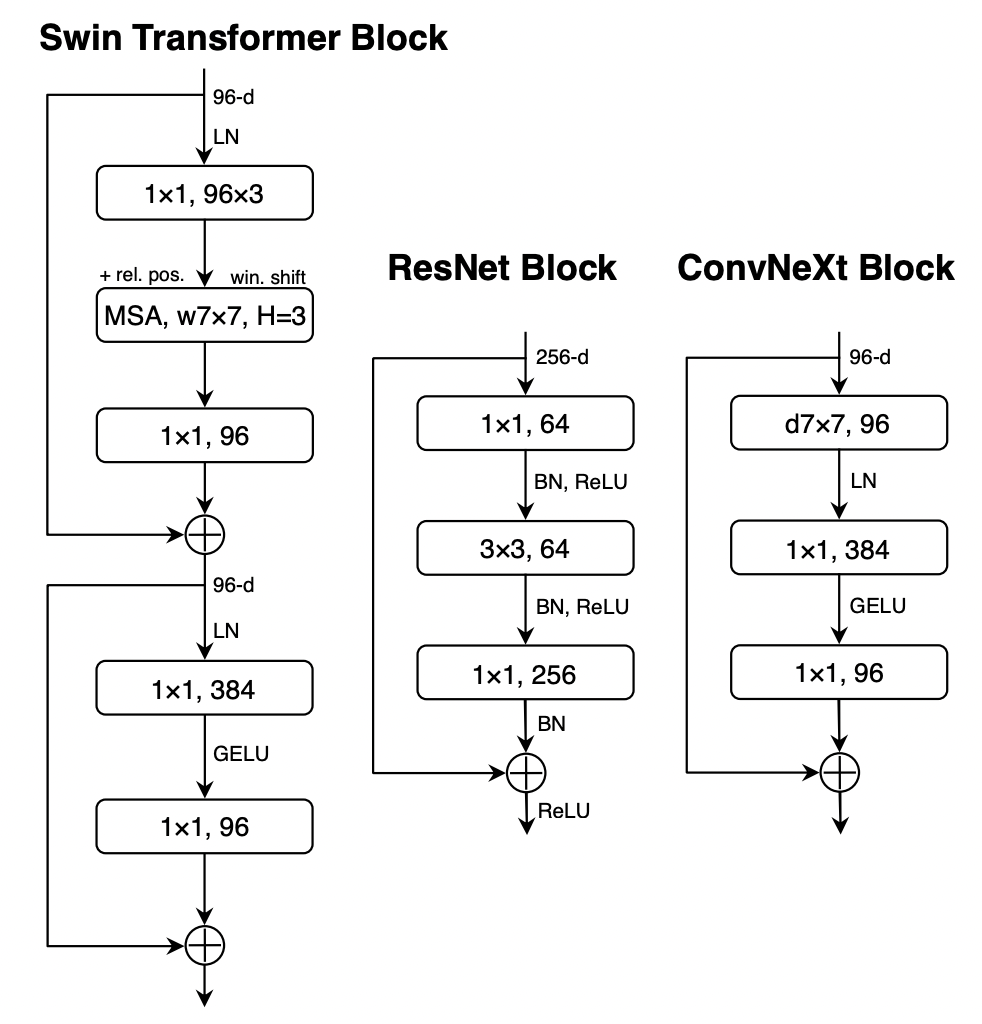 Swin Transformer Block
96-d
LN
1×1, 96×3
+ rel. pos.
win. shift
MSA, w7×7, H=3
1×1, 96
96-d
LN
1×1, 384
GELU
1×1, 96
ResNet Block
256-d
1×1, 64
BN, ReLU
3×3, 64
BN, ReLU
1×1, 256
BN
ReLU
ConvNeXt Block
96-d
d7×7, 96
LN
1×1, 384
GELU
1×1, 96